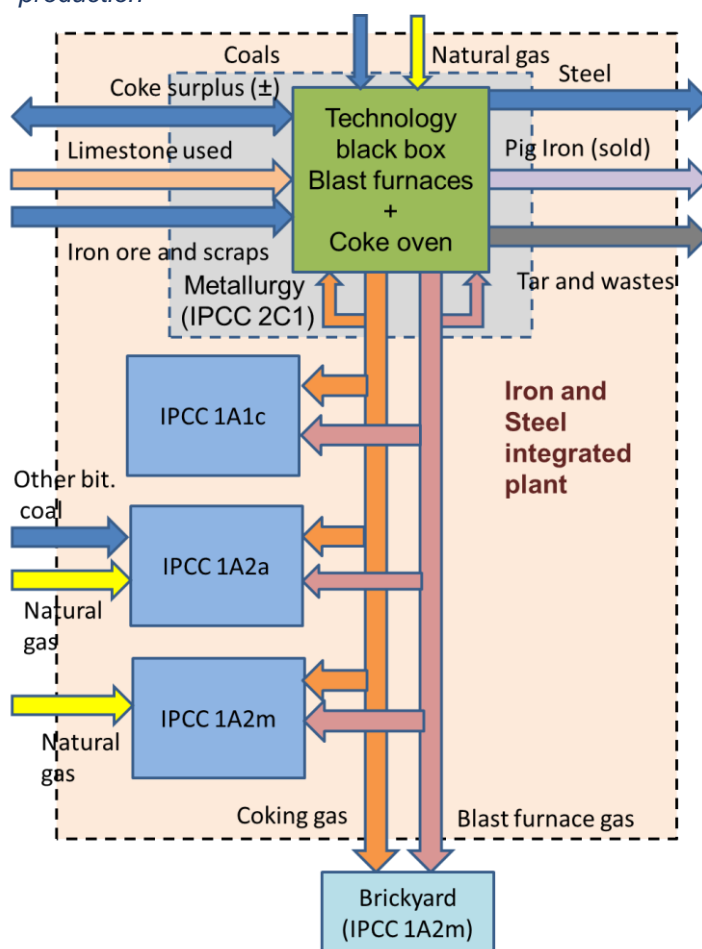 production
Coals
Natural gas
Steel
Coke surplus (±)
Technology
black box
Blast furnaces
+
Coke oven
Pig Iron (sold)
Limestone used
Iron ore and scraps
Tar and wastes
Metallurgy
(IPCC 2C1)
IPCC 1A1c
Iron and
Steel
integrated
plant
Other bit.
coal
IPCC 1A2a
Natural
gas
IPCC 1A2m
Natural
gas
Coking gas
Blast furnace gas
Brickyard
(IPCC 1A2m)